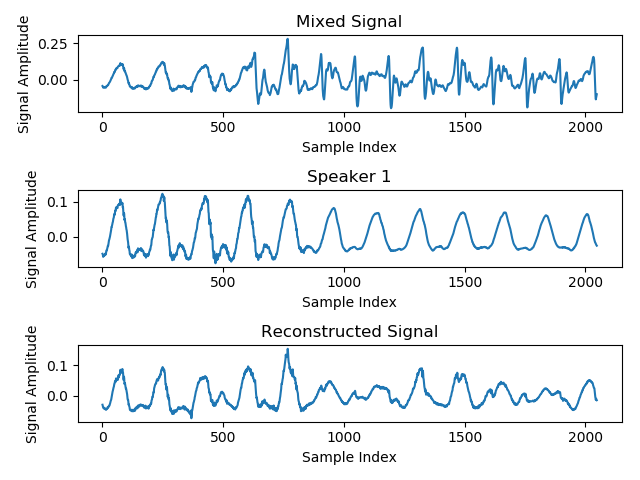 Mixed Signal
Signal Amplitude
0.25
0.00
0 500 1000 1500 2000
Sample Index
Speaker 1
Signal Amplitude
0.1
0.0
0 500 1000 1500 2000
Sample Index
Reconstructed Signal
Signal Amplitude
0.1
0.0
0 500 1000 1500 2000
Sample Index